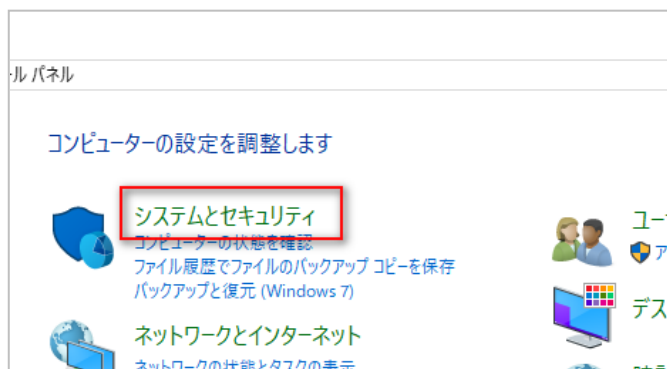 ール パネル
コンピューターの設定を調整します
システムとセキュリティ
コンピューターの状態を確認
ファイル履歴でファイルのバックアップ コピーを保存
バックアップと復元 (Windows 7)
ネットワークとインターネット
ネットワークの状態とタスクの表示
ユー
ア
デス